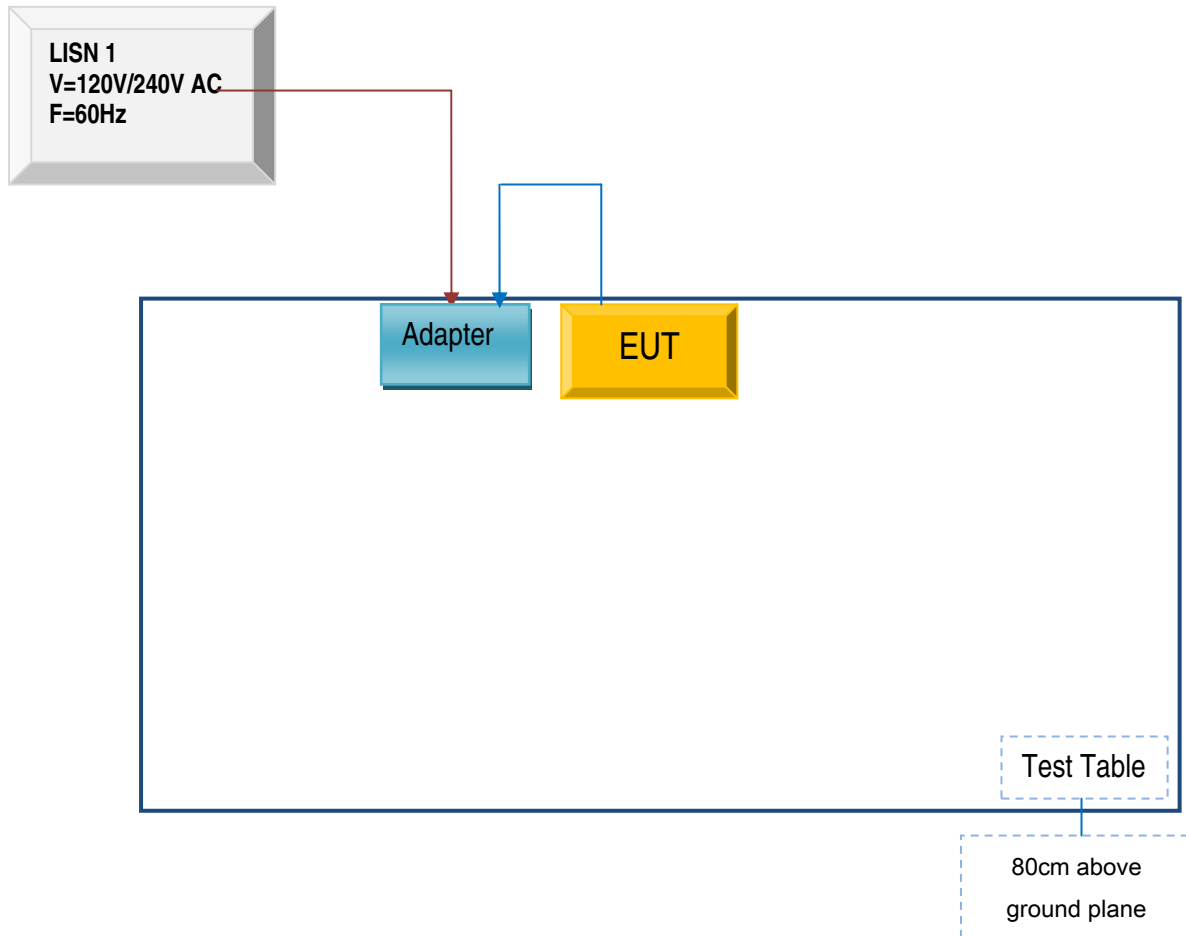 LISN 1
V=120V/240V AC
F=60Hz
Adapter
EUT
Test Table
80cm above
ground plane